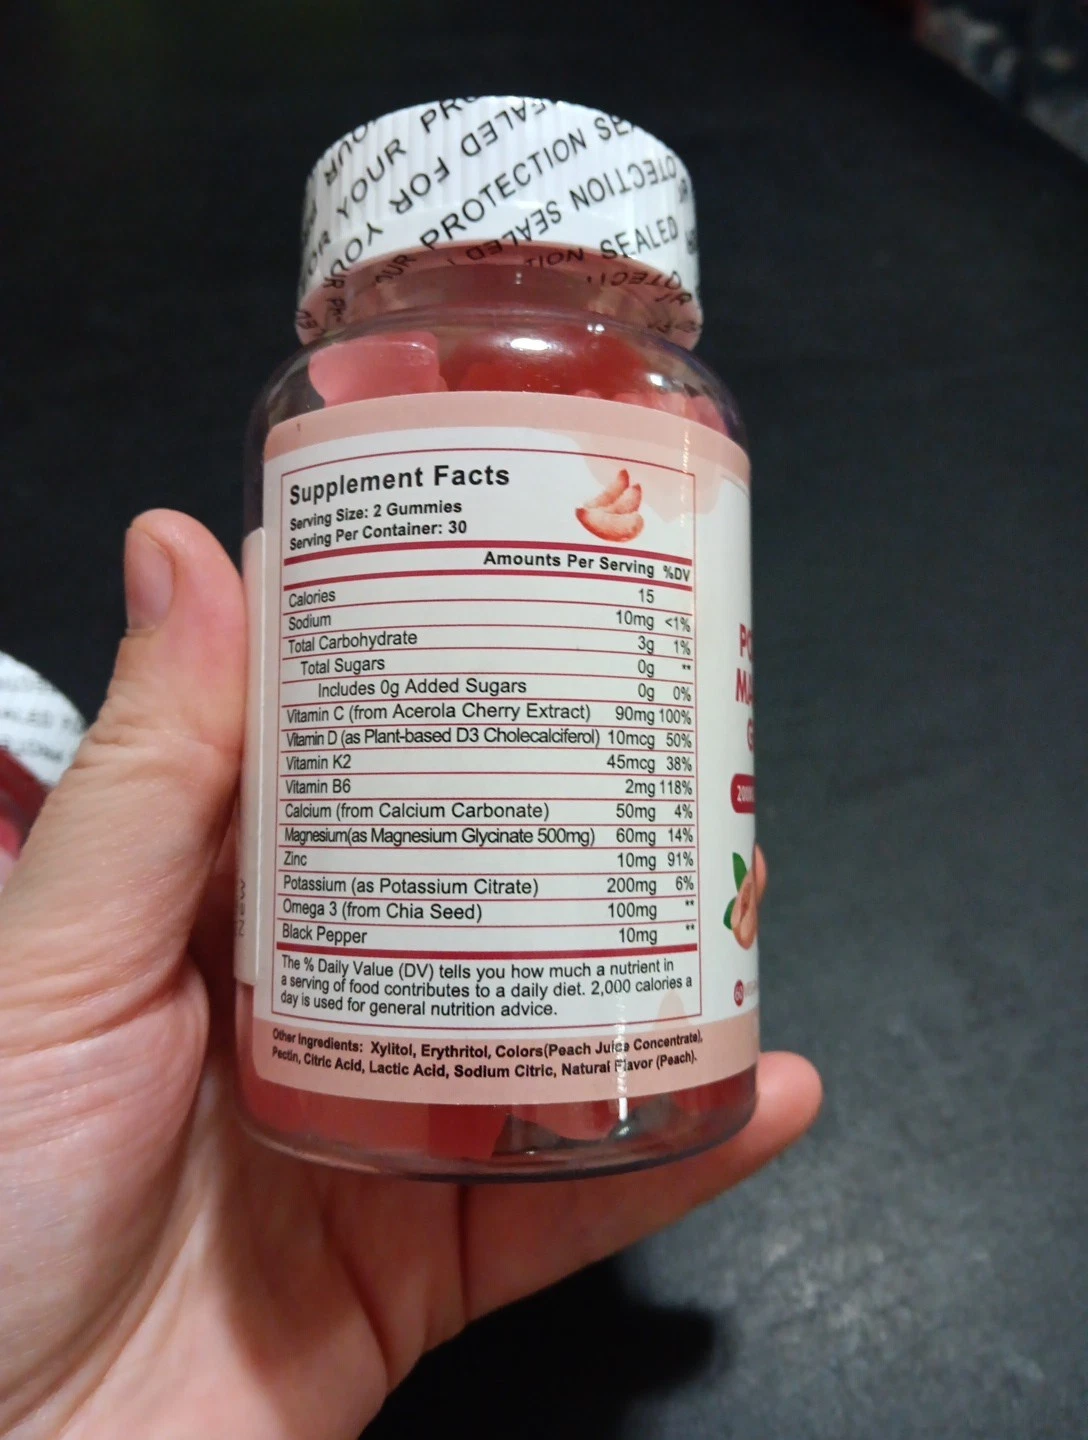 YOUR PRO
SEALED FOR YOUR
PROTECTION SEA
SEALED
PROTECTION
SEALED
TION
Supplement Facts
Serving Size: 2 Gummies
Serving Per Container: 30
Amounts Per Serving %DV
Calories 15
Sodium 10mg <1%
Total Carbohydrate 3g 1%
Total Sugars 0g **
Includes 0g Added Sugars 0g 0%
Vitamin C (from Acerola Cherry Extract) 90mg 100%
Vitamin D (as Plant-based D3 Cholecalciferol) 10mcg 50%
Vitamin K2 45mcg 38%
Vitamin B6 2mg 118%
Calcium (from Calcium Carbonate) 50mg 4%
Magnesium(as Magnesium Glycinate 500mg) 60mg 14%
Zinc 10mg 91%
Potassium (as Potassium Citrate) 200mg 6%
Omega 3 (from Chia Seed) 100mg **
Black Pepper 10mg **
The % Daily Value (DV) tells you how much a nutrient in
a serving of food contributes to a daily diet. 2,000 calories a
day is used for general nutrition advice.
Other Ingredients: Xylitol, Erythritol, Colors(Peach Juice Concentrate),
Pectin, Citric Acid, Lactic Acid, Sodium Citric, Natural Flavor (Peach).